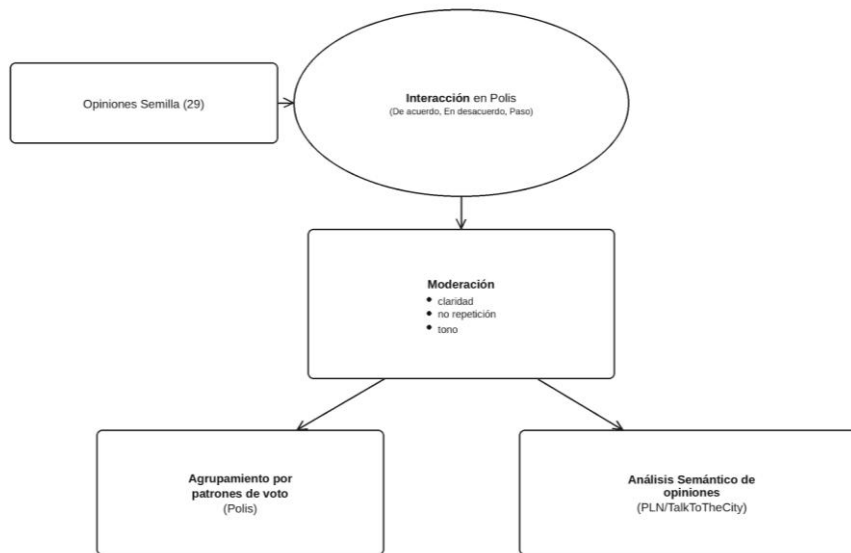 Opiniones Semilla (29)
Interacción en Polis
(De acuerdo, En desacuerdo, Paso)
Moderación
• claridad
• no repetición
• tono
Agrupamiento por
patrones de voto
(Polis)
Análisis Semántico de
opiniones
(PLN/TalkToTheCity)